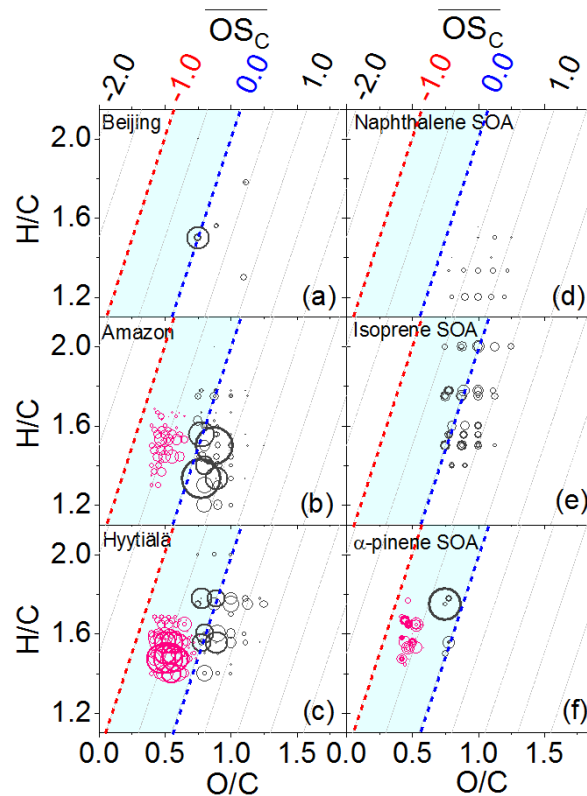 OS_C OS_C
-2.0 -1.0 0.0 1.0 -2.0 -1.0 0.0 1.0
Beijing Naphthalene SOA
2.0
H/C
1.6
1.2
(a) (d)
Amazon Isoprene SOA
2.0
H/C
1.6
1.2
(b) (e)
Hyytiälä α-pinene SOA
2.0
H/C
1.6
1.2
(c) (f)
0.0 0.5 1.0 1.5 0.0 0.5 1.0 1.5
O/C O/C